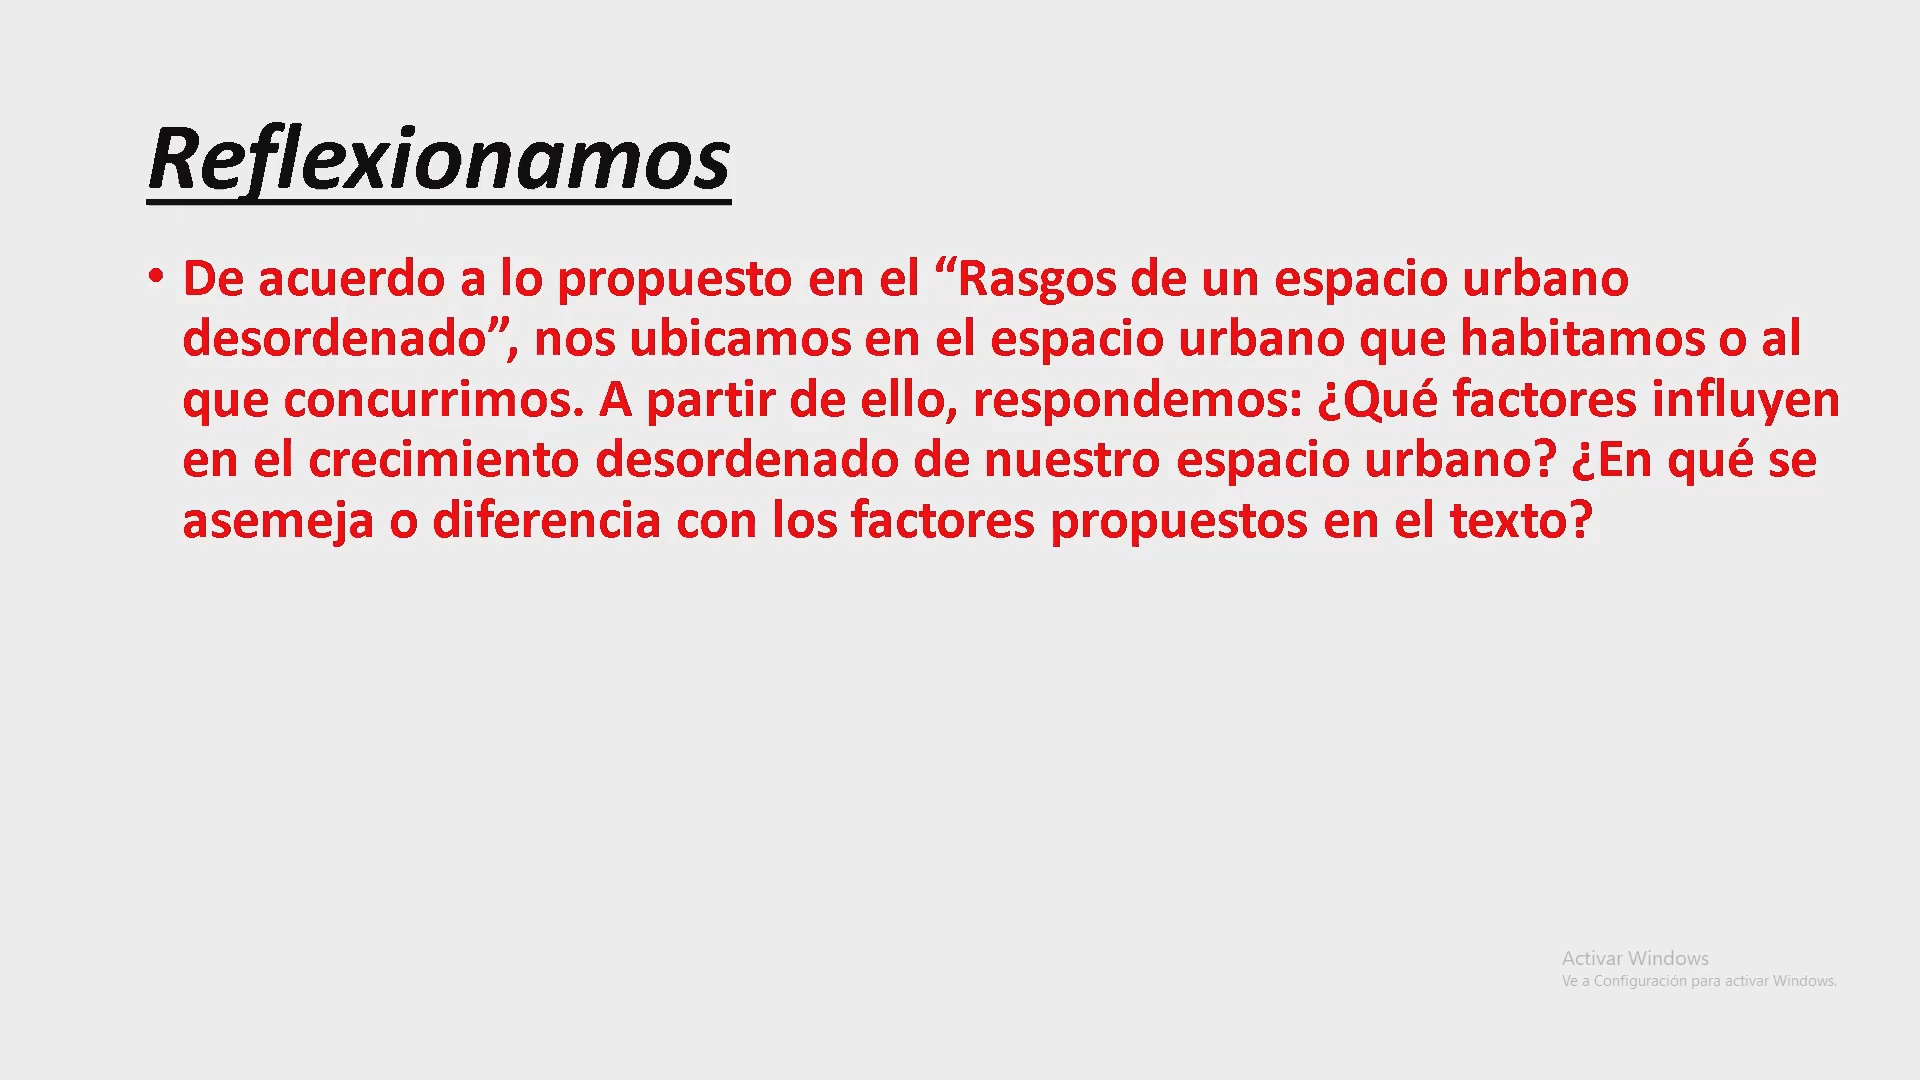 Reflexionamos
• De acuerdo a lo propuesto en el “Rasgos de un espacio urbano
desordenado”, nos ubicamos en el espacio urbano que habitamos o al
que concurrimos. A partir de ello, respondemos: ¿Qué factores influyen
en el crecimiento desordenado de nuestro espacio urbano? ¿En qué se
asemeja o diferencia con los factores propuestos en el texto?
Activar Windows
Ve a Configuración para activar Windows.